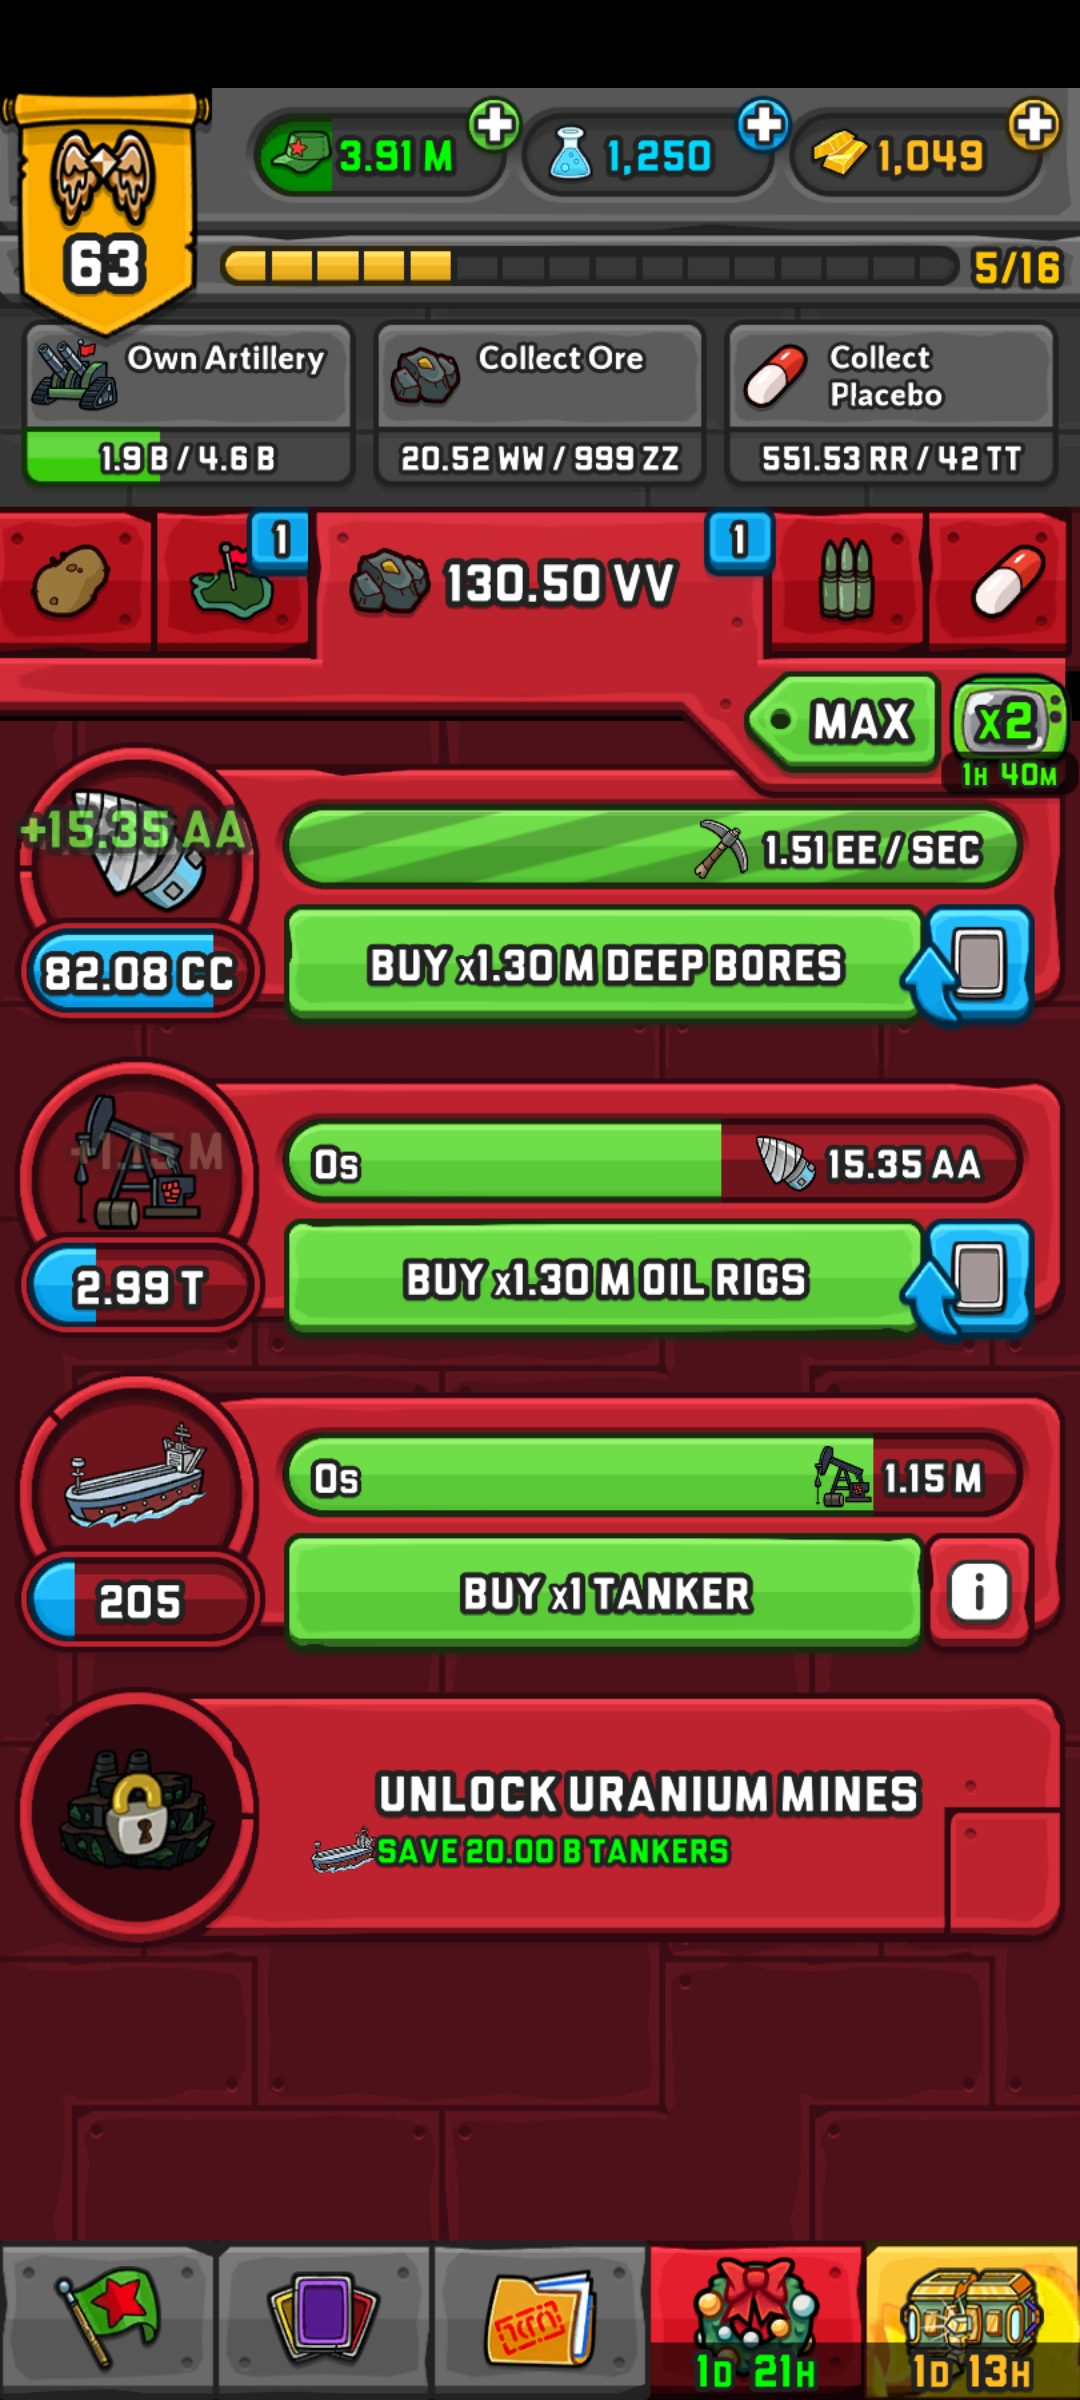 3.91 M
1,250
1,049
63
5/16
Own Artillery
1.9 B / 4.6 B
Collect Ore
20.52 WW / 999 ZZ
Collect
Placebo
551.53 RR / 42 TT
1
130.50 VV
1
MAX
x2
1H 40M
+15.35 AA
1.51 EE / SEC
82.08 CC
BUY x1.30 M DEEP BORES
+1.15 M
0s
15.35 AA
2.99 T
BUY x1.30 M OIL RIGS
0s
1.15 M
205
BUY x1 TANKER
i
UNLOCK URANIUM MINES
SAVE 20.00 B TANKERS
1D 21H
1D 13H